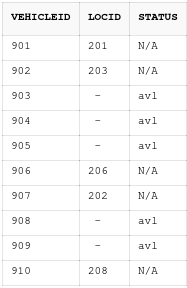 VEHICLEID LOCID STATUS
901 201 N/A
902 203 N/A
903 - avl
904 - avl
905 - avl
906 206 N/A
907 202 N/A
908 - avl
909 - avl
910 208 N/A